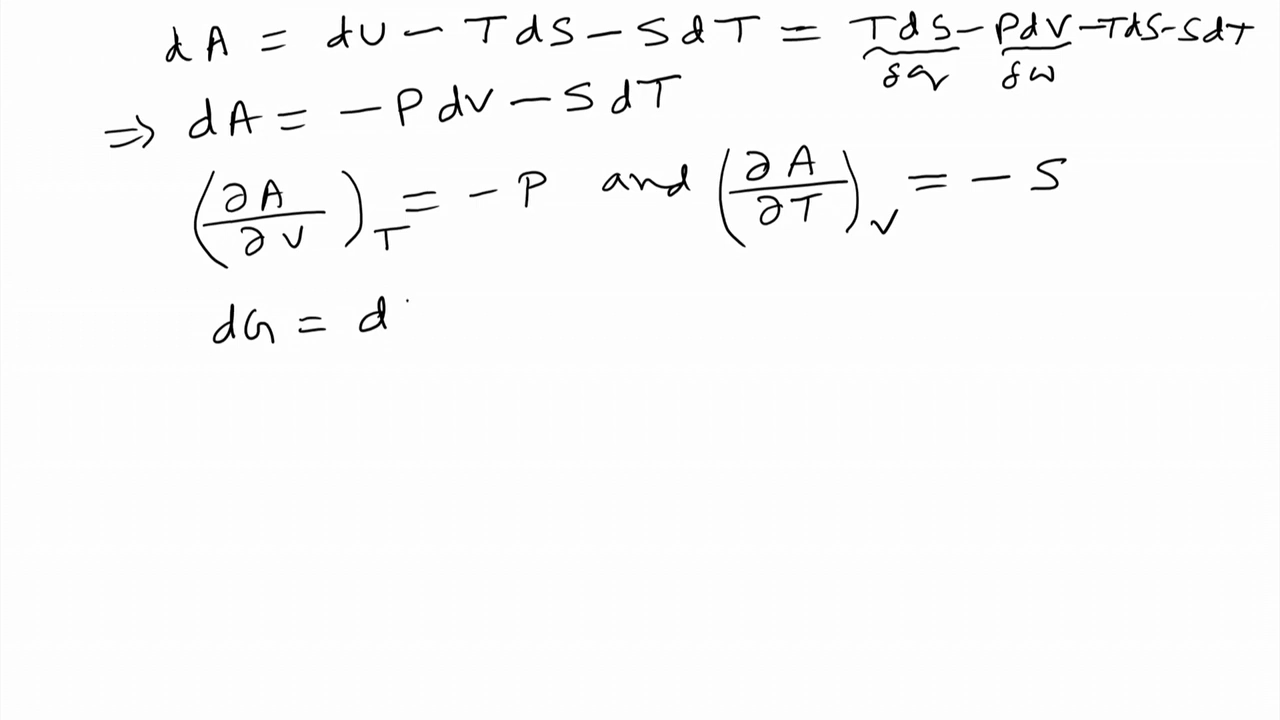 dA = dU - TdS - SdT = TdS - PdV - TdS - SdT
δq δw
⇒ dA = - PdV - SdT
(∂A/∂V)_T = - P and (∂A/∂T)_V = - S
dG = d